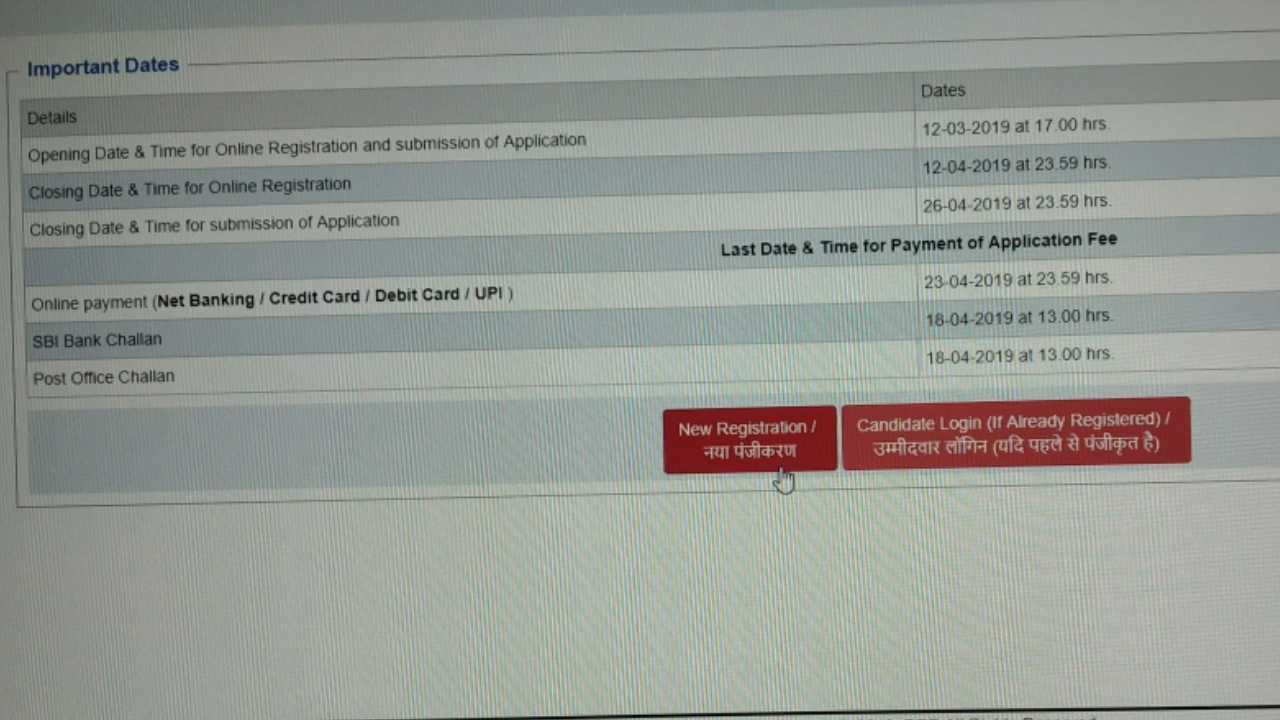 Important Dates
Details Dates
Opening Date & Time for Online Registration and submission of Application 12-03-2019 at 17.00 hrs.
Closing Date & Time for Online Registration 12-04-2019 at 23.59 hrs.
Closing Date & Time for submission of Application 26-04-2019 at 23.59 hrs.
Last Date & Time for Payment of Application Fee
Online payment (Net Banking / Credit Card / Debit Card / UPI ) 23-04-2019 at 23.59 hrs.
SBI Bank Challan 18-04-2019 at 13.00 hrs.
Post Office Challan 18-04-2019 at 13.00 hrs.
New Registration /
नया पंजीकरण
Candidate Login (If Already Registered) /
उम्मीदवार लॉगिन (यदि पहले से पंजीकृत है)